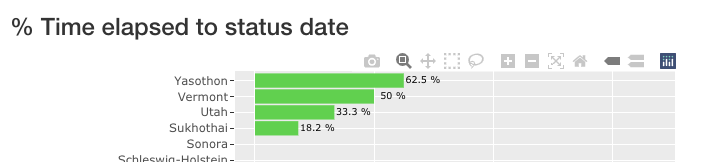 % Time elapsed to status date
Yasothon 62.5 %
Vermont 50 %
Utah 33.3 %
Sukhothai 18.2 %
Sonora
Schleswig-Holstein